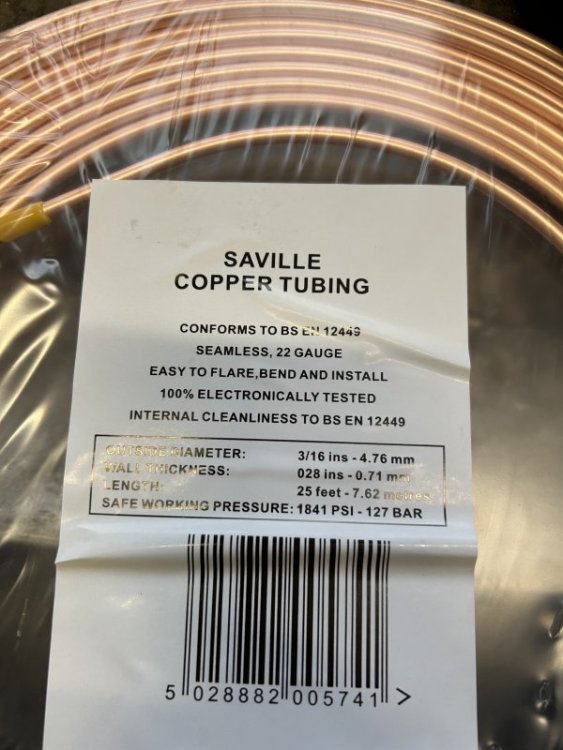 SAVILLE
COPPER TUBING
CONFORMS TO BS EN 12449
SEAMLESS, 22 GAUGE
EASY TO FLARE,BEND AND INSTALL
100% ELECTRONICALLY TESTED
INTERNAL CLEANLINESS TO BS EN 12449
OUTSIDE DIAMETER: 3/16 ins - 4.76 mm
WALL THICKNESS: 028 ins - 0.71 mm
LENGTH: 25 feet - 7.62 metres
SAFE WORKING PRESSURE: 1841 PSI - 127 BAR
5 028882 005741 >